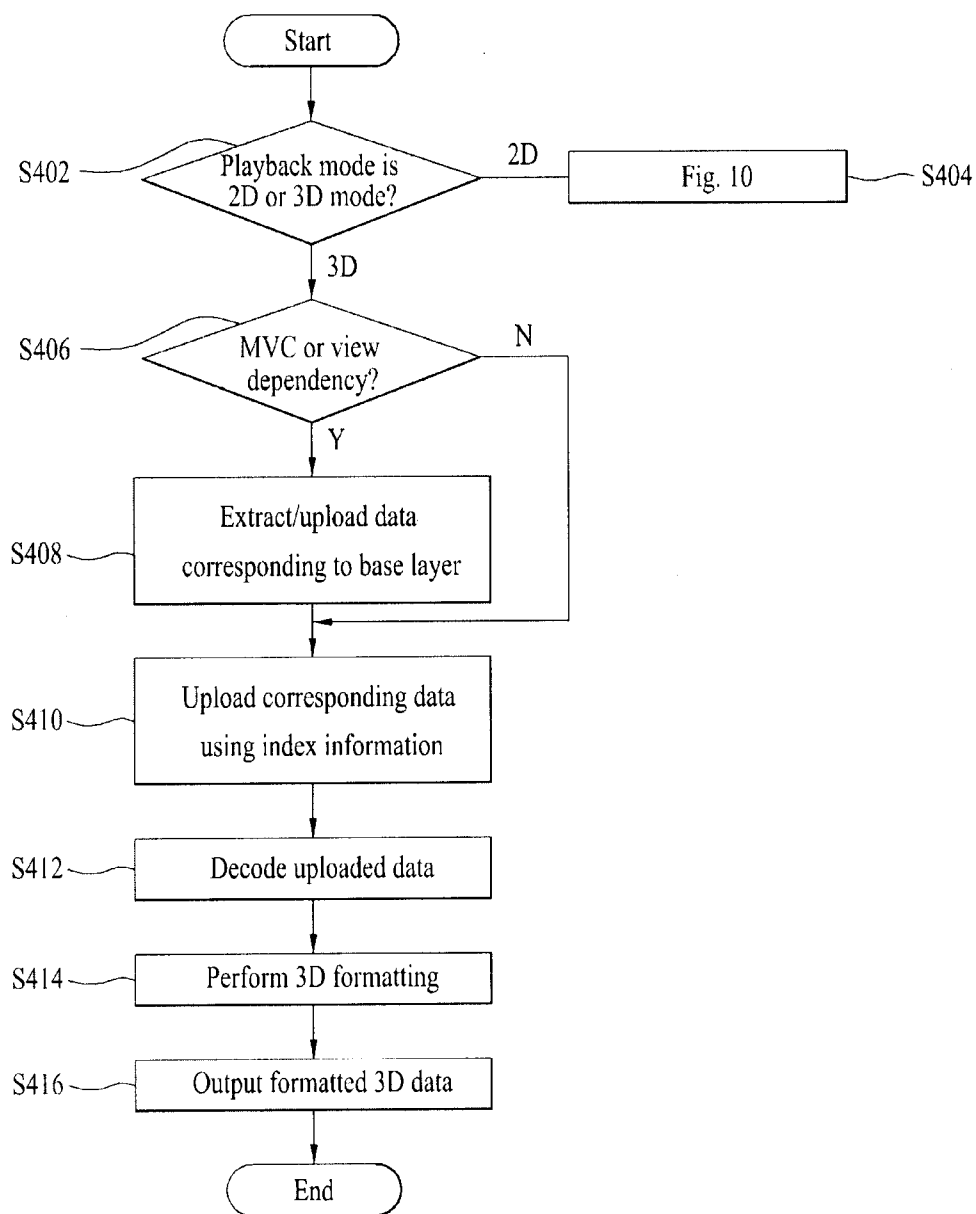 Start
S402
Playback mode is
2D or 3D mode?
2D
Fig. 10
S404
3D
S406
MVC or view
dependency?
N
Y
S408
Extract/upload data
corresponding to base layer
S410
Upload corresponding data
using index information
S412
Decode uploaded data
S414
Perform 3D formatting
S416
Output formatted 3D data
End